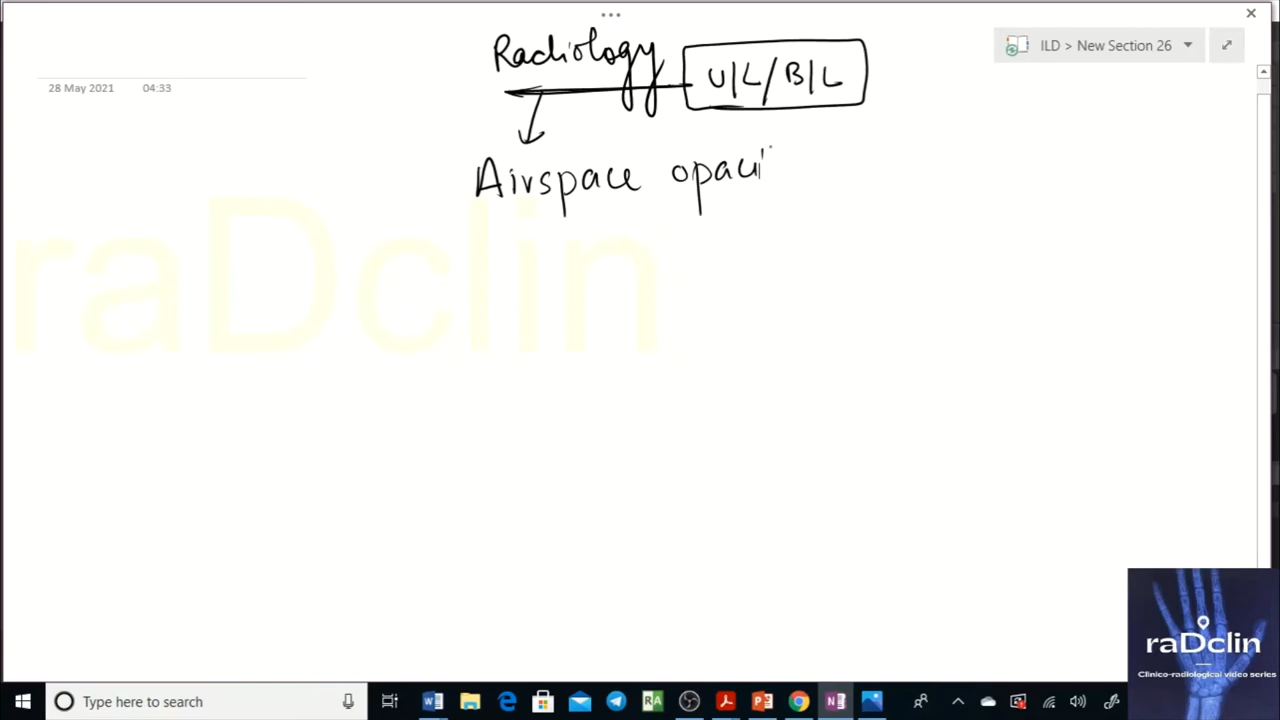 ILD > New Section 26
Radiology U/L / B/L
28 May 2021 04:33
Airspace opaci
raDclin
raDclin
Clinico-radiological video series
Type here to search